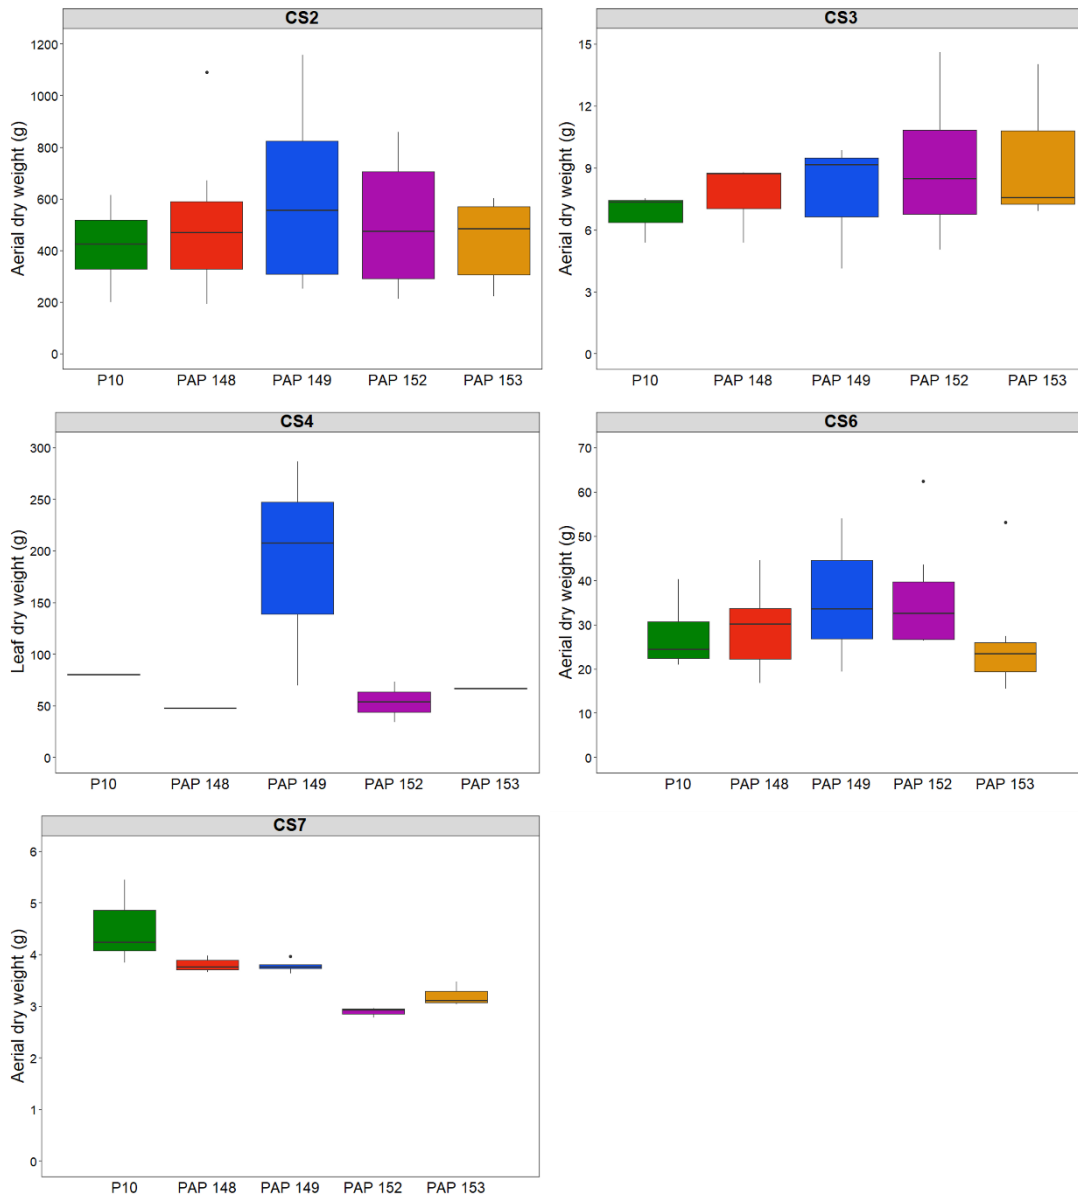 CS2
Aerial dry weight (g)
1200
1000
800
600
400
200
0
P10 PAP 148 PAP 149 PAP 152 PAP 153
CS3
Aerial dry weight (g)
15
12
9
6
3
0
P10 PAP 148 PAP 149 PAP 152 PAP 153
CS4
Leaf dry weight (g)
300
250
200
150
100
50
0
P10 PAP 148 PAP 149 PAP 152 PAP 153
CS6
Aerial dry weight (g)
70
60
50
40
30
20
10
0
P10 PAP 148 PAP 149 PAP 152 PAP 153
CS7
Aerial dry weight (g)
6
5
4
3
2
1
0
P10 PAP 148 PAP 149 PAP 152 PAP 153